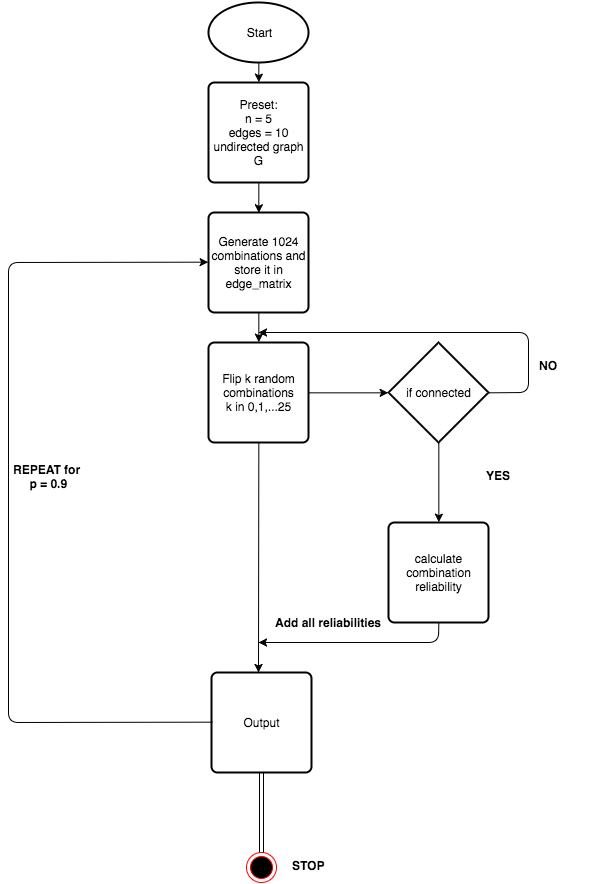 Start
Preset:
n = 5
edges = 10
undirected graph
G
Generate 1024
combinations and
store it in
edge_matrix
Flip k random
combinations
k in 0,1,...25
if connected
NO
REPEAT for
p = 0.9
YES
calculate
combination
reliability
Add all reliabilities
Output
STOP